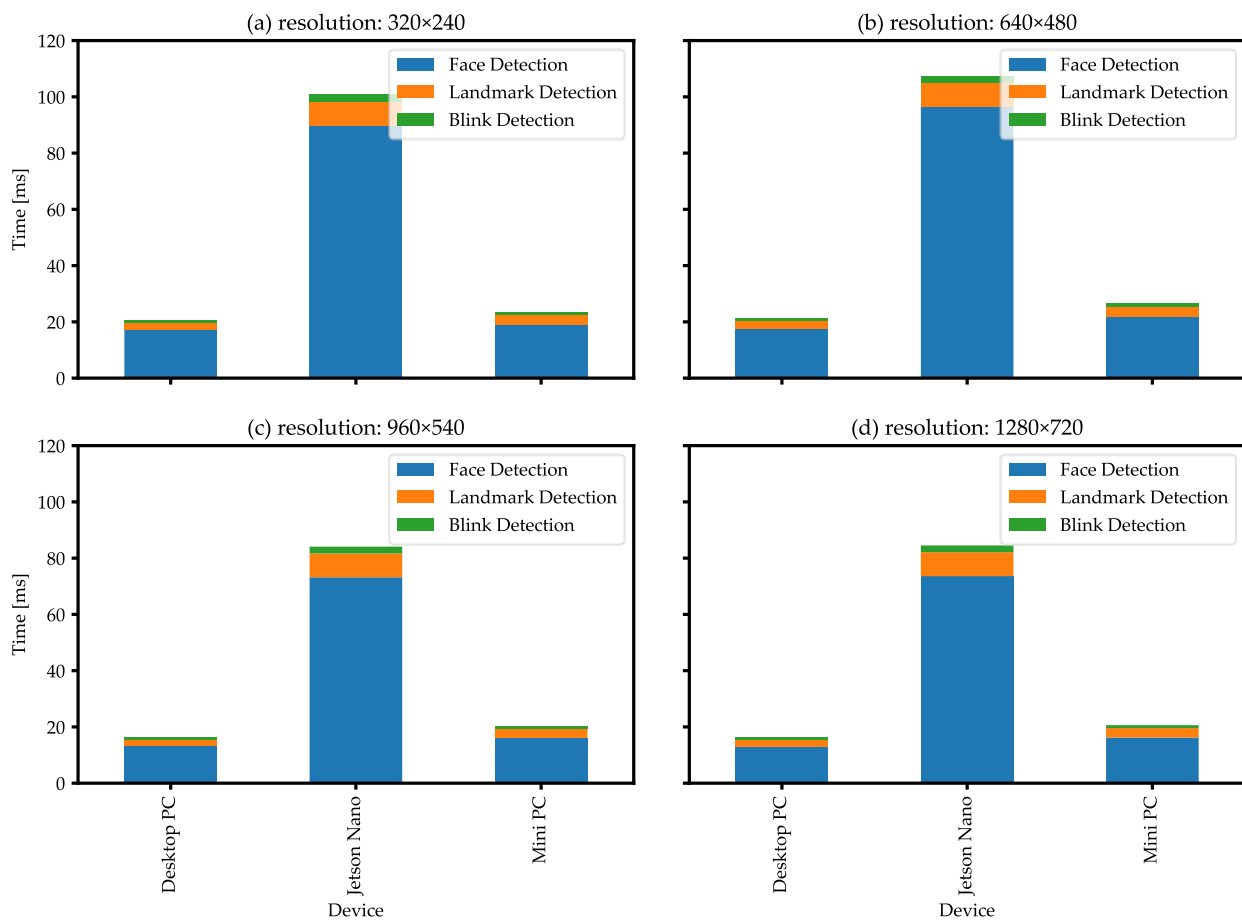 (a) resolution: 320×240
120
100
80
60
40
20
0
Time [ms]
Face Detection
Landmark Detection
Blink Detection
(b) resolution: 640×480
Face Detection
Landmark Detection
Blink Detection
(c) resolution: 960×540
120
100
80
60
40
20
0
Time [ms]
Face Detection
Landmark Detection
Blink Detection
Desktop PC
Jetson Nano
Mini PC
Device
(d) resolution: 1280×720
Face Detection
Landmark Detection
Blink Detection
Desktop PC
Jetson Nano
Mini PC
Device